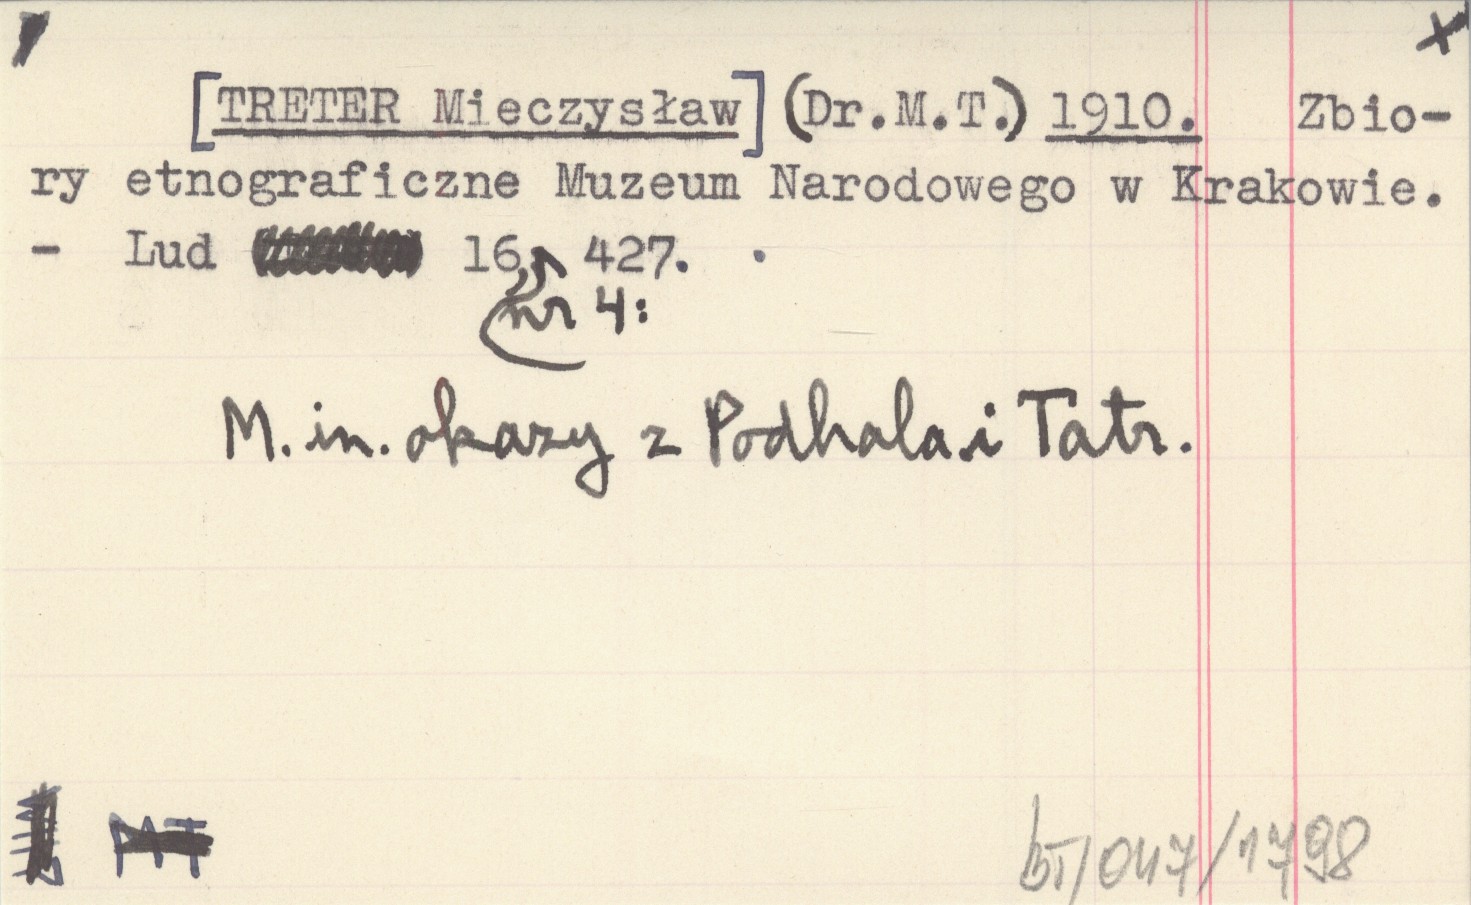 [TRETER Mieczysław] (Dr.M.T.) 1910. Zbio-
ry etnograficzne Muzeum Narodowego w Krakowie.
- Lud 16, 427.
nr 4:
M. in. okazy z Podhala i Tatr.
/047/1798